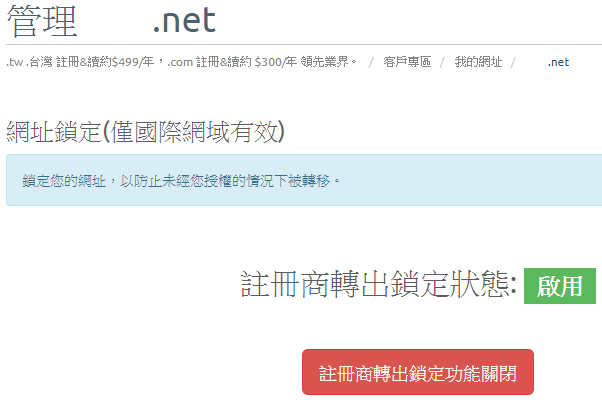 管理 .net
.tw .台湾 註冊&續約$499/年，.com 註冊&續約 $300/年 領先業界。 / 客戶專區 / 我的網址 / .net
網址鎖定(僅國際網域有效)
鎖定您的網址，以防止未經您授權的情況下被轉移。
註冊商轉出鎖定狀態: 啟用
註冊商轉出鎖定功能關閉